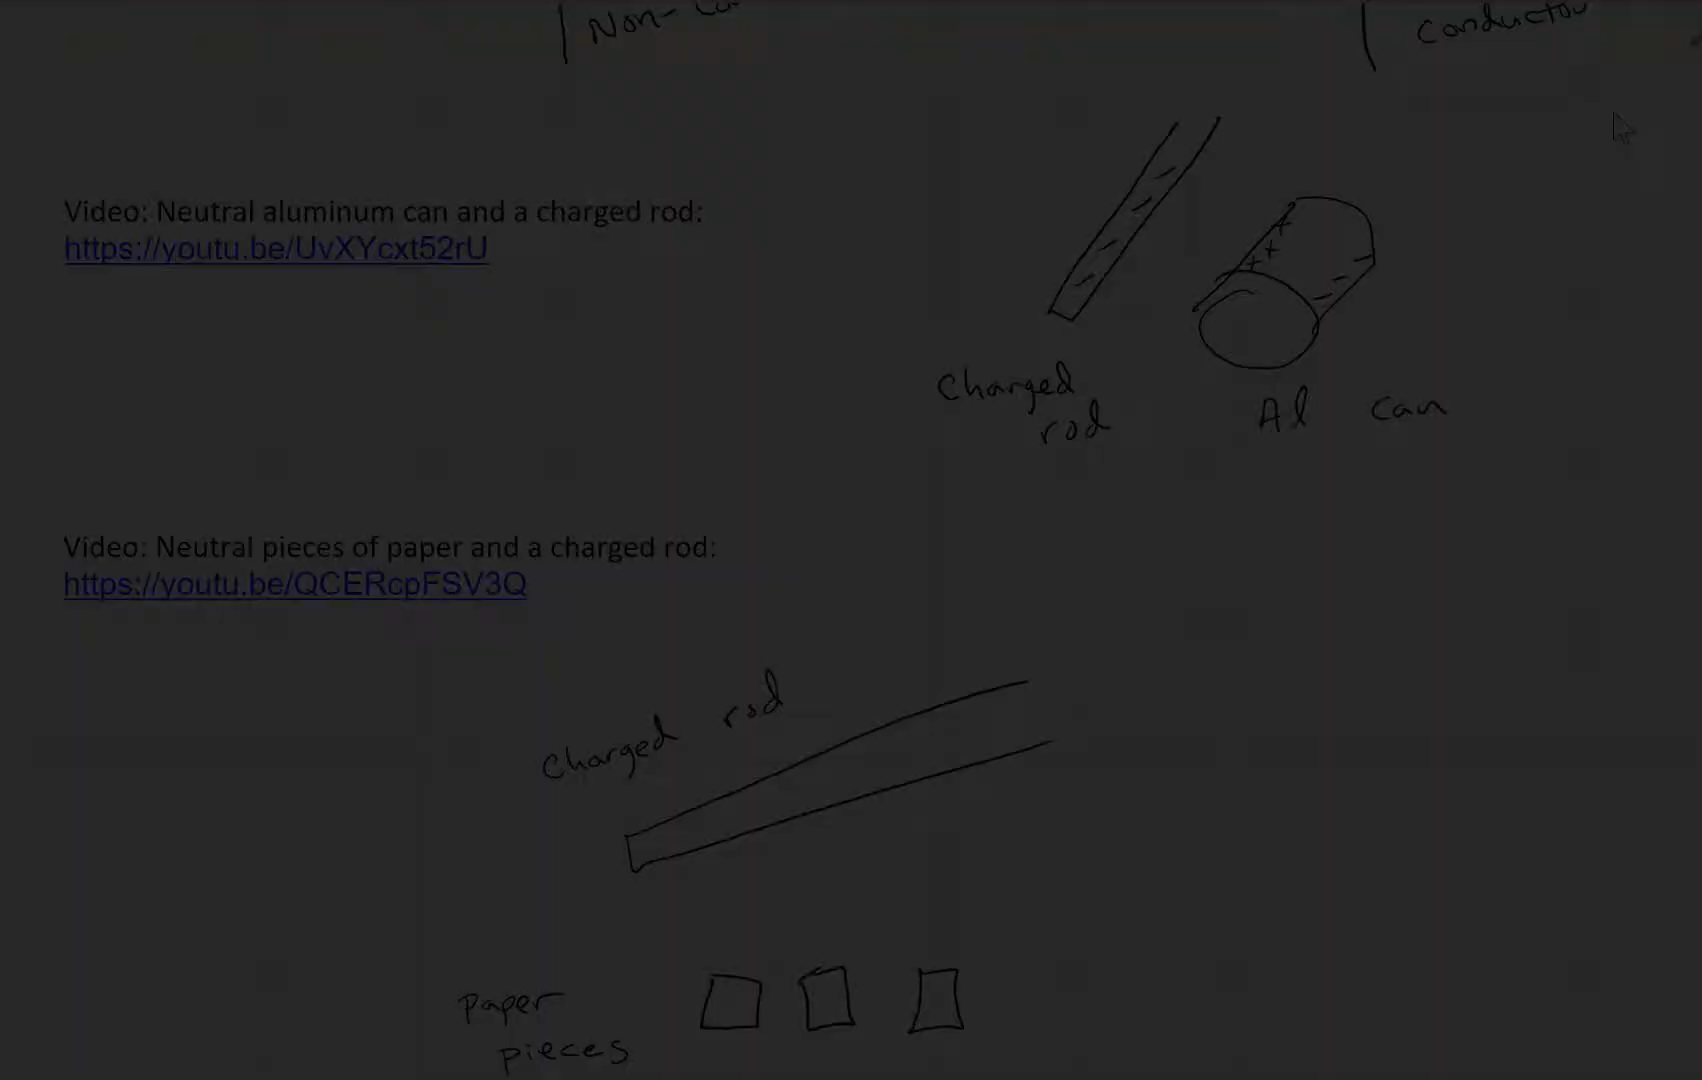 Non-
Conductor
Video: Neutral aluminum can and a charged rod:
https://youtu.be/UvXYcxt52rU
Charged
rod
Al can
Video: Neutral pieces of paper and a charged rod:
https://youtu.be/QCERcpFSV3Q
Charged rod
paper
pieces